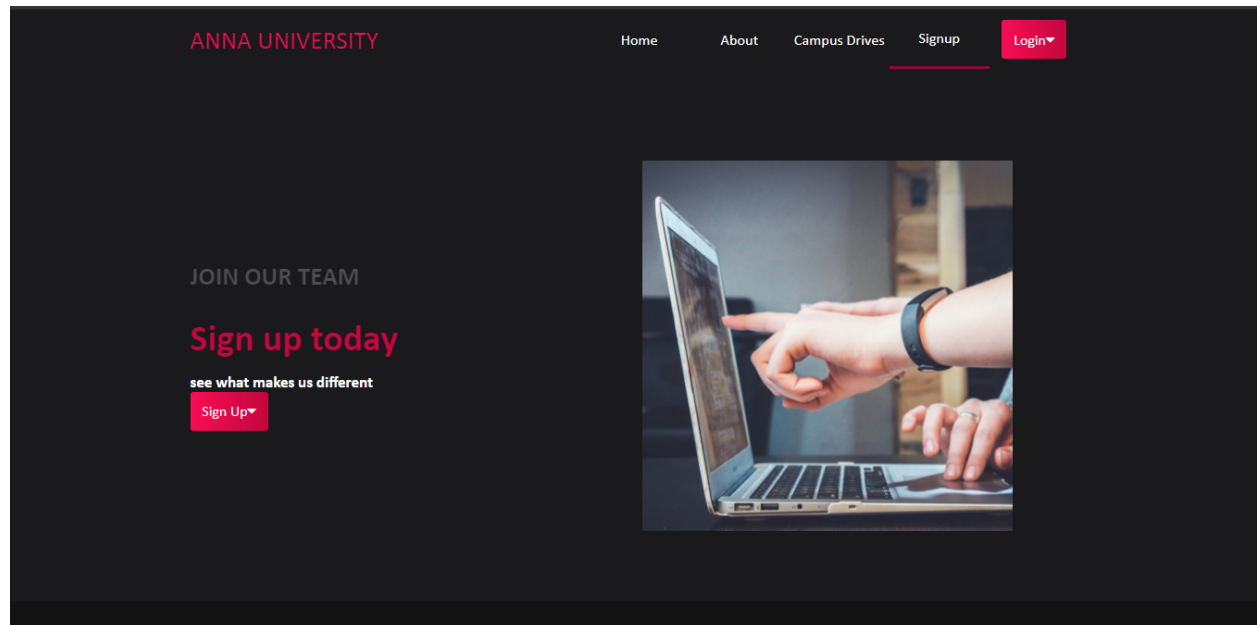 ANNA UNIVERSITY
Home About Campus Drives Signup Login
JOIN OUR TEAM
Sign up today
see what makes us different
Sign Up